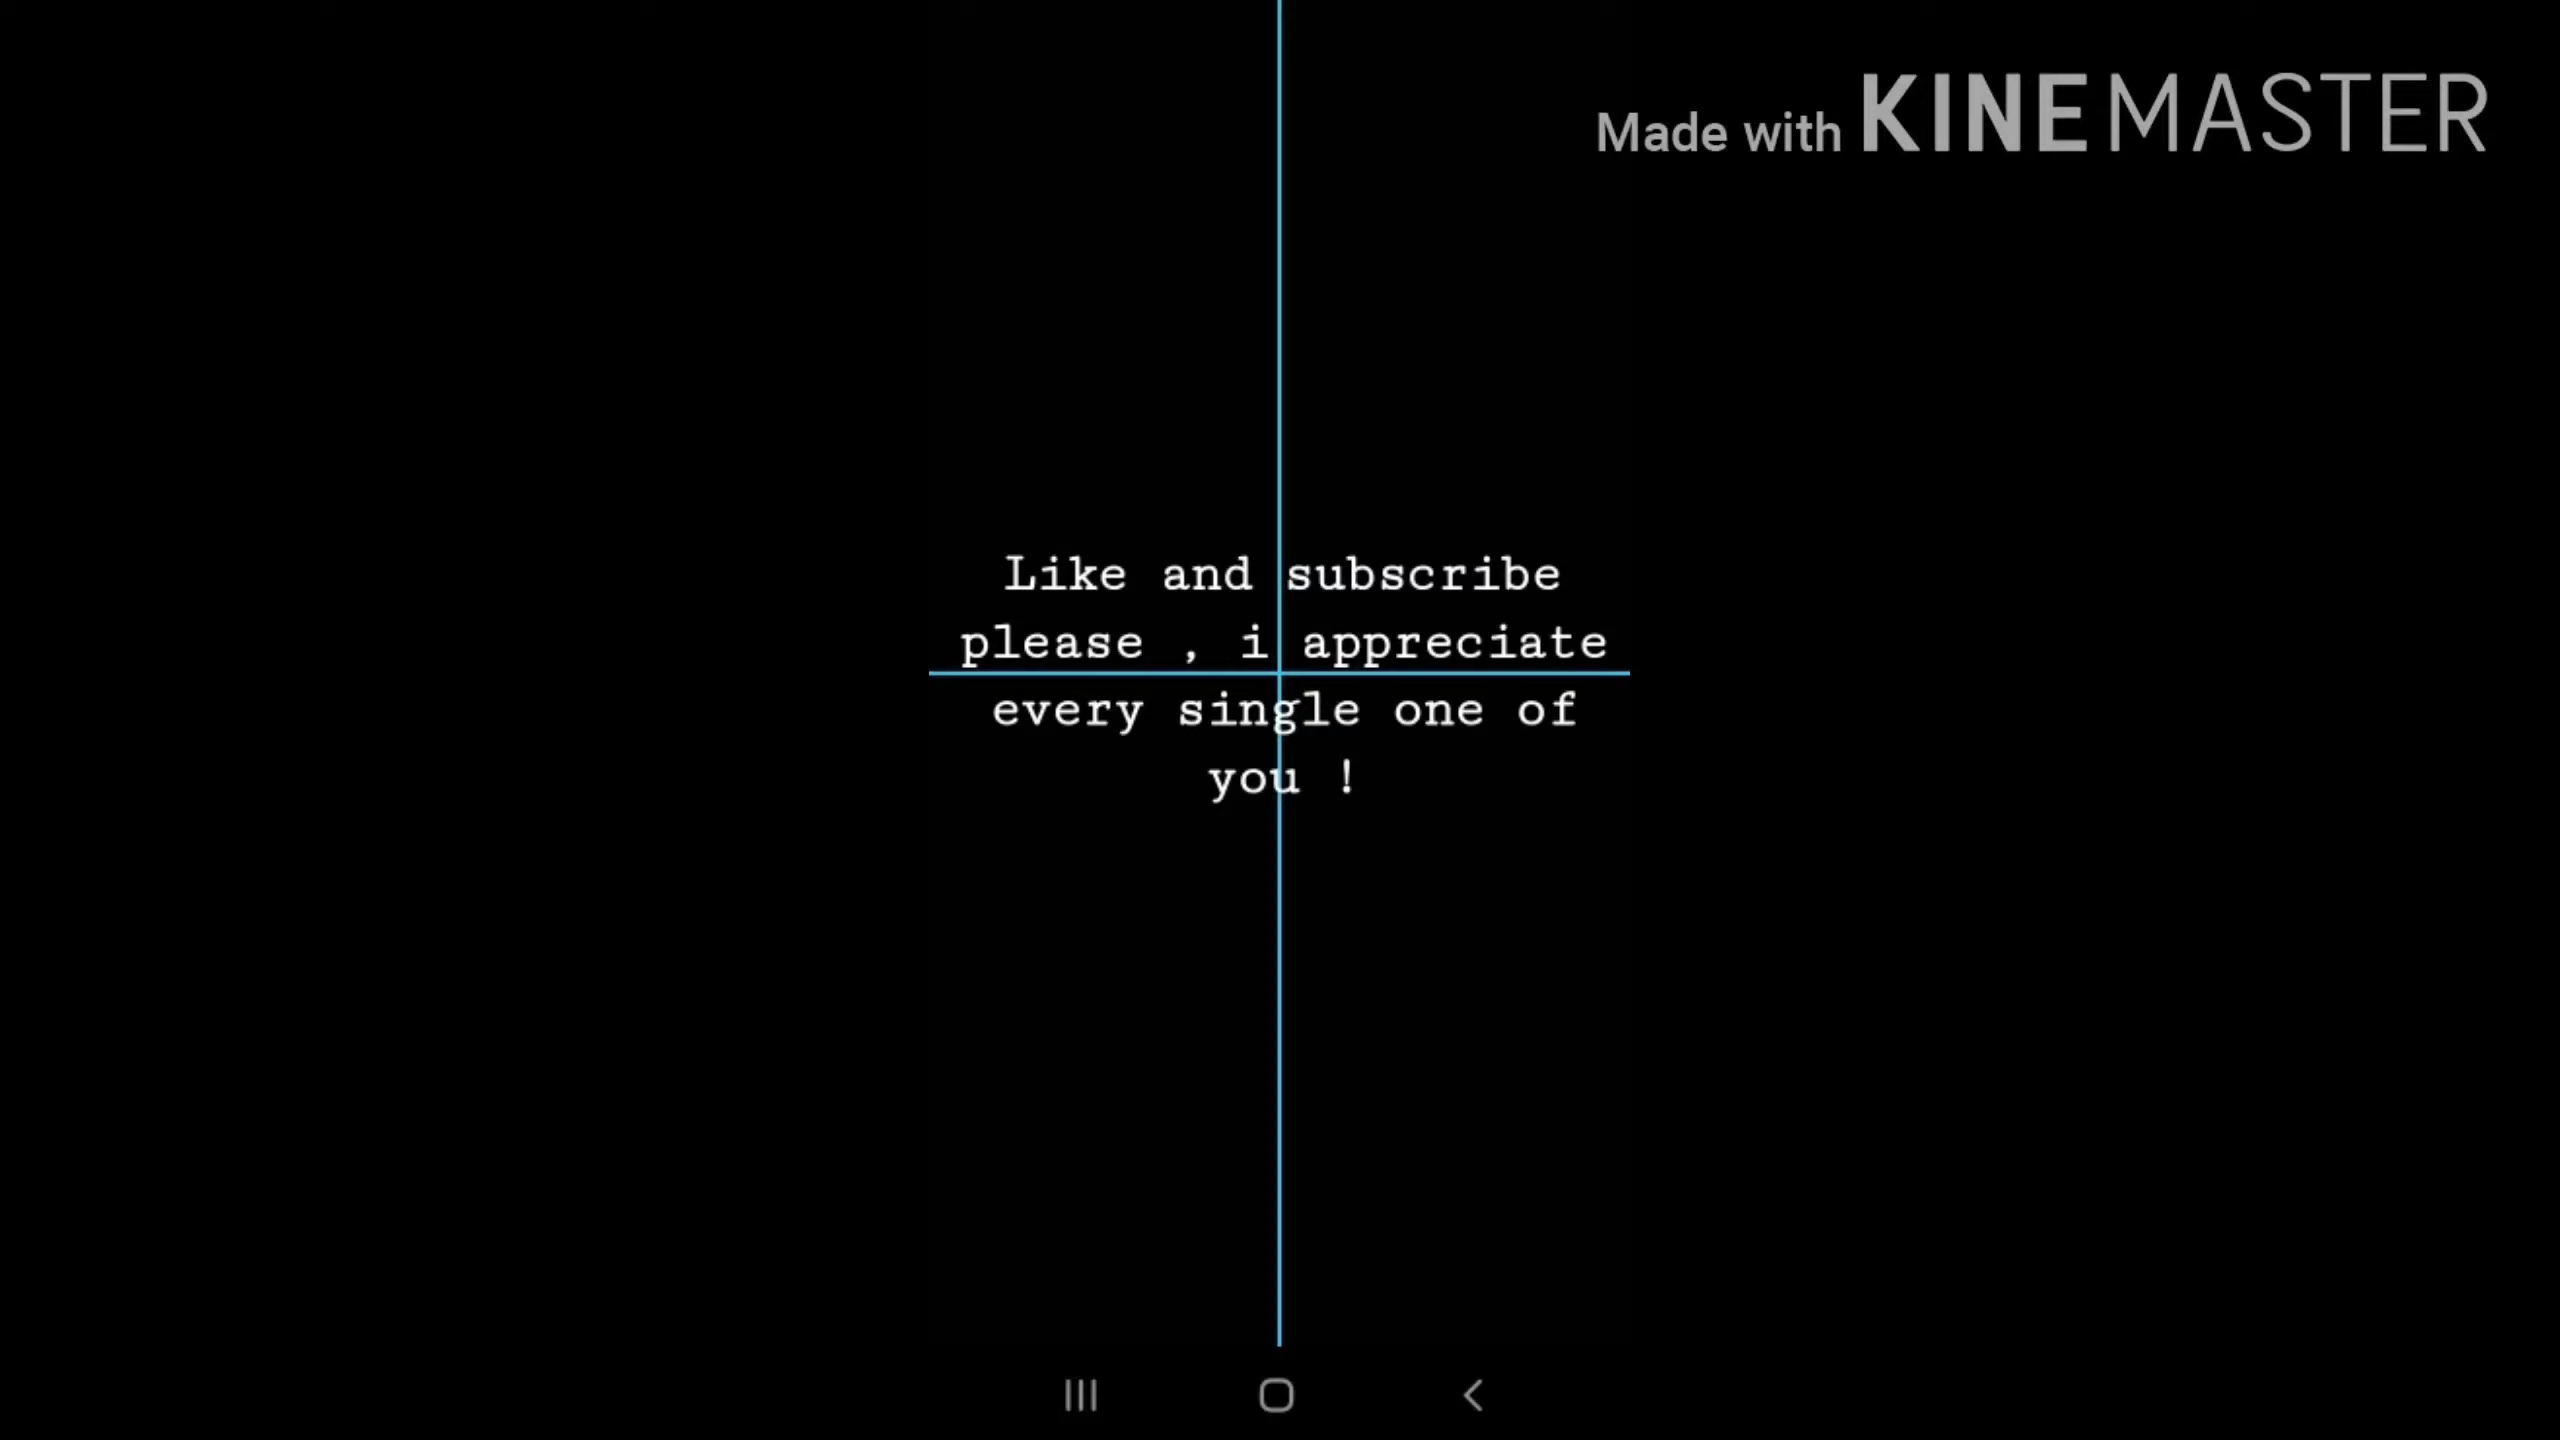 Made with KINEMASTER
Like and subscribe
please , i appreciate
every single one of
you !